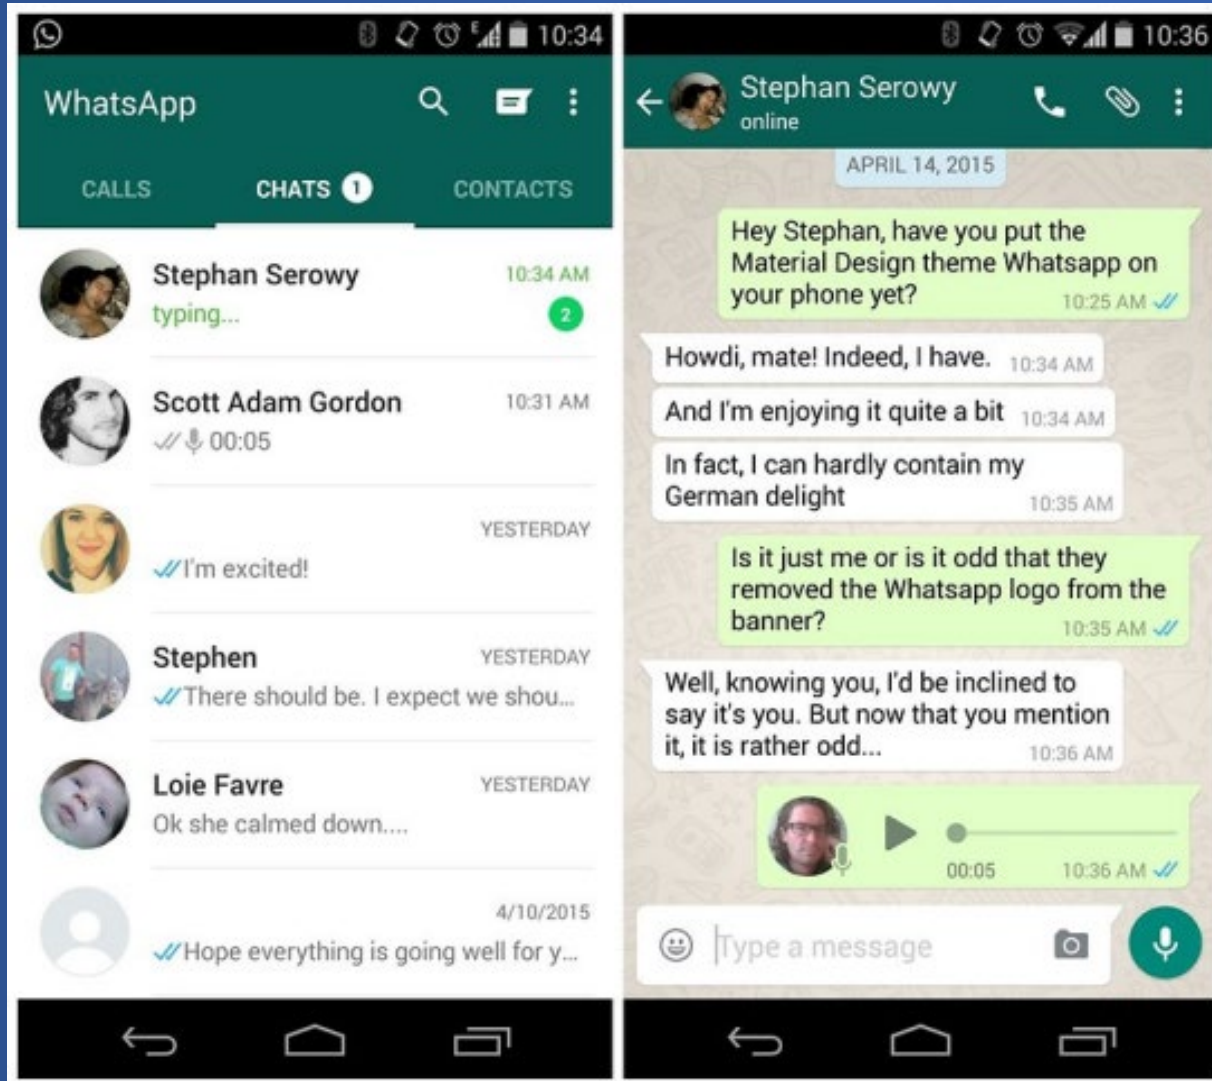 10:34
WhatsApp
CALLS
CHATS 1
CONTACTS
Stephan Serowy
10:34 AM
typing...
2
Scott Adam Gordon
10:31 AM
00:05
YESTERDAY
I'm excited!
Stephen
YESTERDAY
There should be. I expect we shou...
Loie Favre
YESTERDAY
Ok she calmed down....
4/10/2015
Hope everything is going well for y...
10:36
Stephan Serowy
online
APRIL 14, 2015
Hey Stephan, have you put the
Material Design theme Whatsapp on
your phone yet?
10:25 AM
Howdi, mate! Indeed, I have.
10:34 AM
And I'm enjoying it quite a bit
10:34 AM
In fact, I can hardly contain my
German delight
10:35 AM
Is it just me or is it odd that they
removed the Whatsapp logo from the
banner?
10:35 AM
Well, knowing you, I'd be inclined to
say it's you. But now that you mention
it, it is rather odd...
10:36 AM
00:05
10:36 AM
Type a message